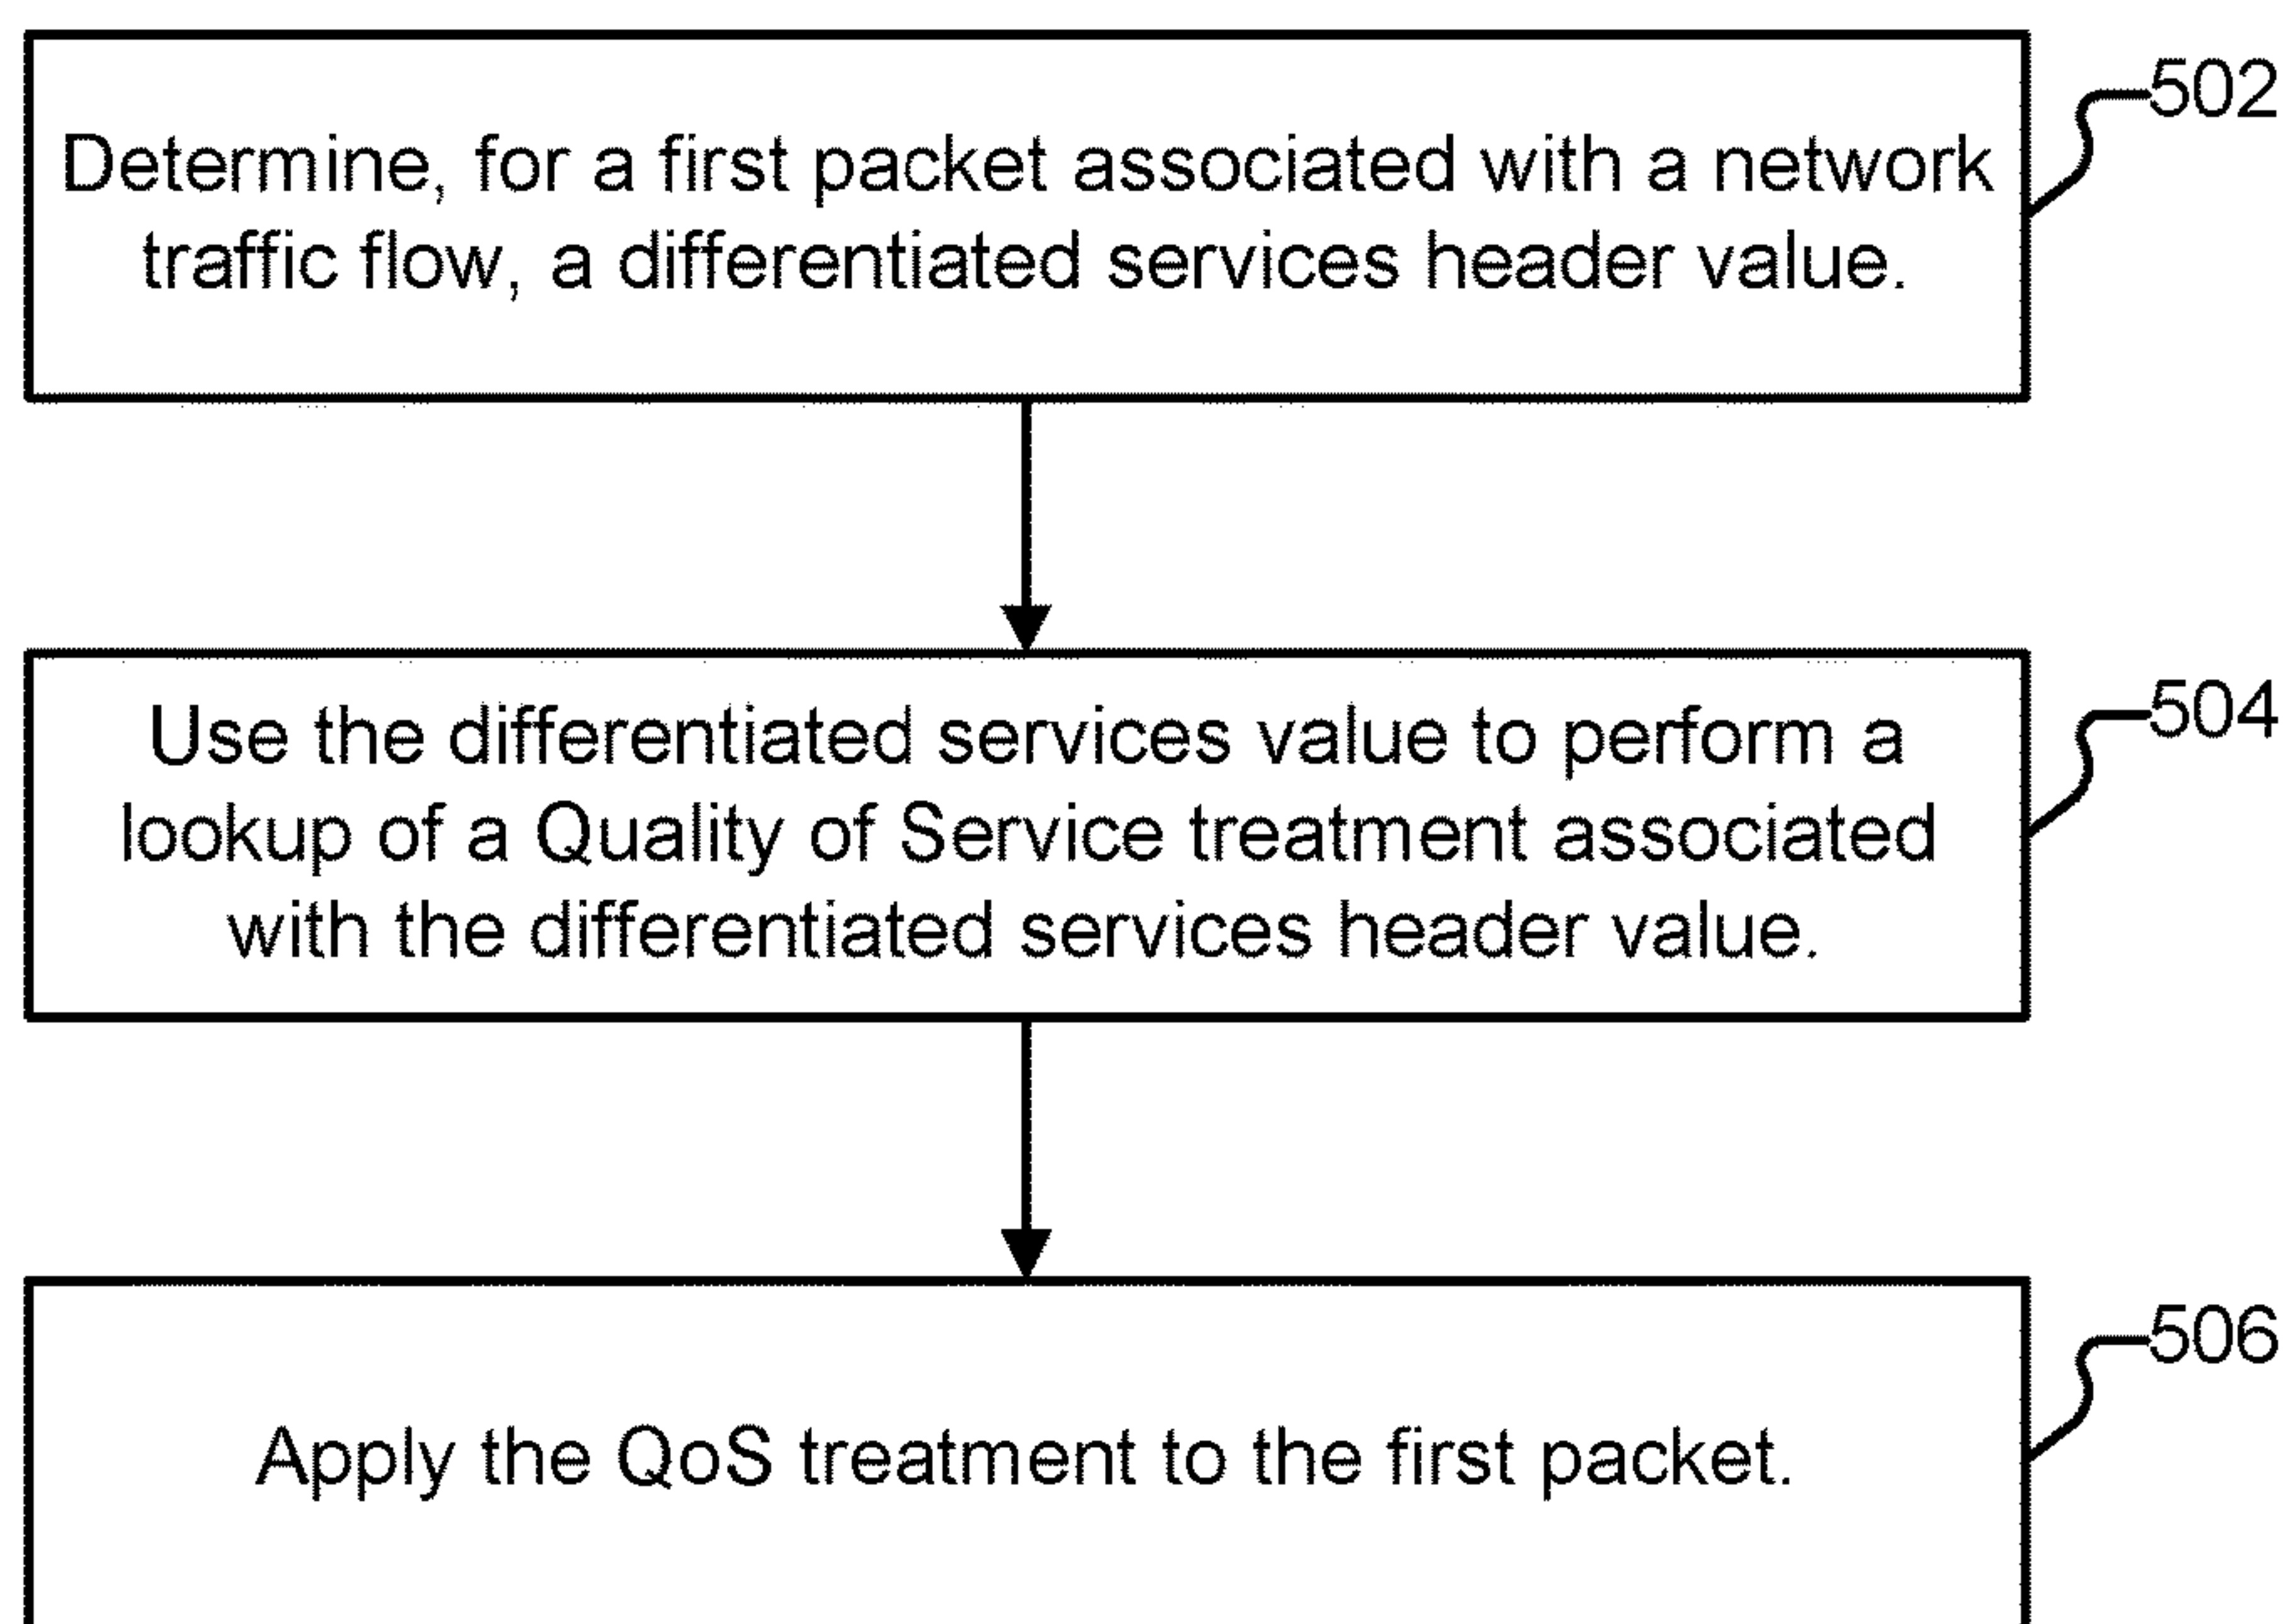 502
Determine, for a first packet associated with a network
traffic flow, a differentiated services header value.
504
Use the differentiated services value to perform a
lookup of a Quality of Service treatment associated
with the differentiated services header value.
506
Apply the QoS treatment to the first packet.